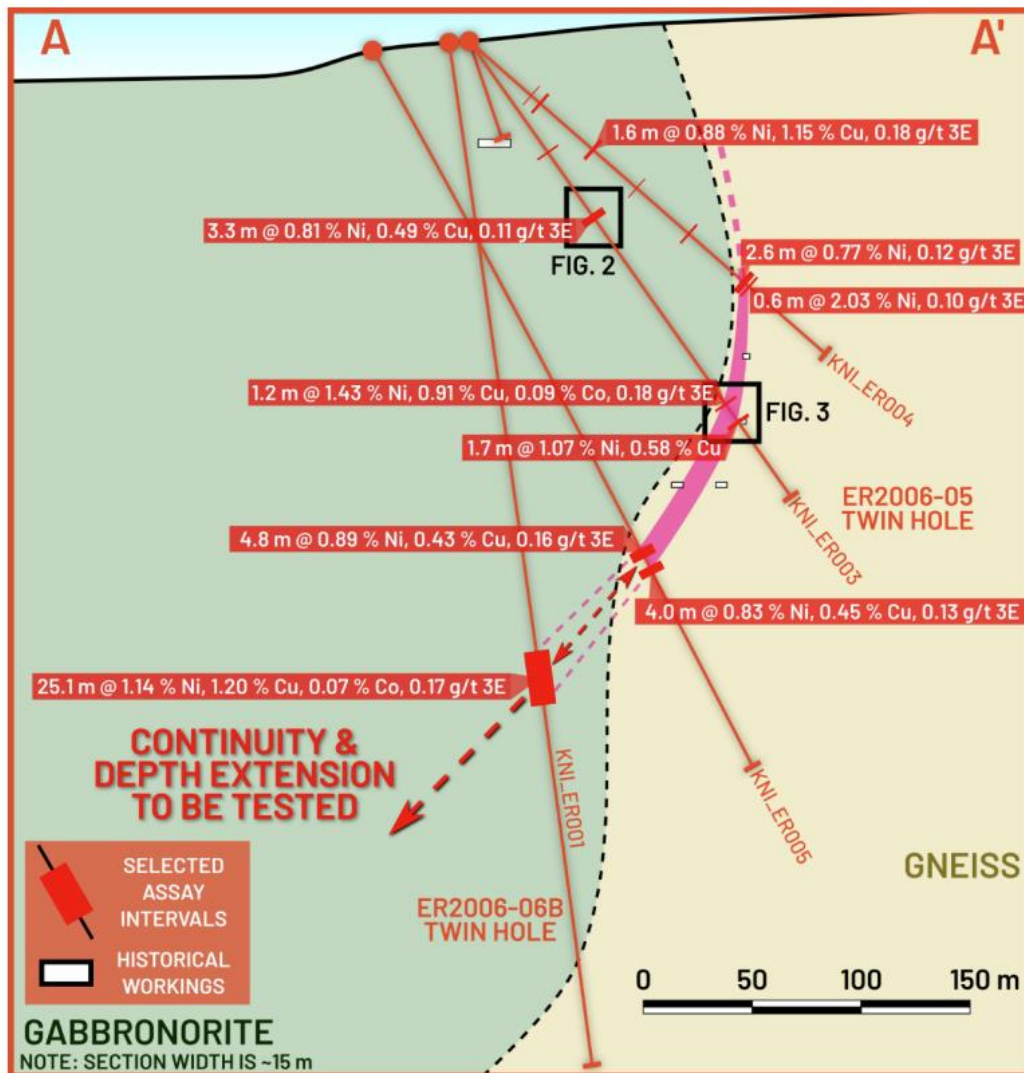 A
A'
1.6 m @ 0.88 % Ni, 1.15 % Cu, 0.18 g/t 3E
3.3 m @ 0.81 % Ni, 0.49 % Cu, 0.11 g/t 3E
FIG. 2
2.6 m @ 0.77 % Ni, 0.12 g/t 3E
0.6 m @ 2.03 % Ni, 0.10 g/t 3E
KNI_ER004
1.2 m @ 1.43 % Ni, 0.91 % Cu, 0.09 % Co, 0.18 g/t 3E
FIG. 3
1.7 m @ 1.07 % Ni, 0.58 % Cu
ER2006-05
TWIN HOLE
KNI_ER003
4.8 m @ 0.89 % Ni, 0.43 % Cu, 0.16 g/t 3E
4.0 m @ 0.83 % Ni, 0.45 % Cu, 0.13 g/t 3E
25.1 m @ 1.14 % Ni, 1.20 % Cu, 0.07 % Co, 0.17 g/t 3E
CONTINUITY &
DEPTH EXTENSION
TO BE TESTED
KNI_ER001
KNI_ER005
GNEISS
SELECTED
ASSAY
INTERVALS
ER2006-06B
TWIN HOLE
HISTORICAL
WORKINGS
0 50 100 150 m
GABBRONORITE
NOTE: SECTION WIDTH IS ~15 m